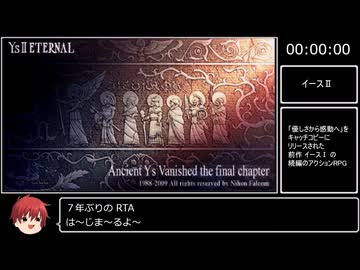 Ys II ETERNAL
00:00:00
イースⅡ
Ancient Ys Vanished the final chapter
1988-2009 All rights reserved by Nihon Falcom
「優しさから感動へ」を
キャッチコピーに
リリースされた
前作 イースⅠ の
続編のアクションRPG
７年ぶりの RTA
は～じま～るよ～